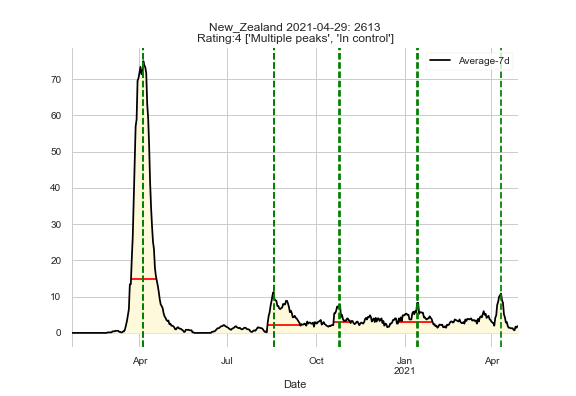 New_Zealand 2021-04-29: 2613
Rating:4 ['Multiple peaks', 'In control']
Average-7d
70
60
50
40
30
20
10
0
Apr Jul Oct Jan Apr
2021
Date